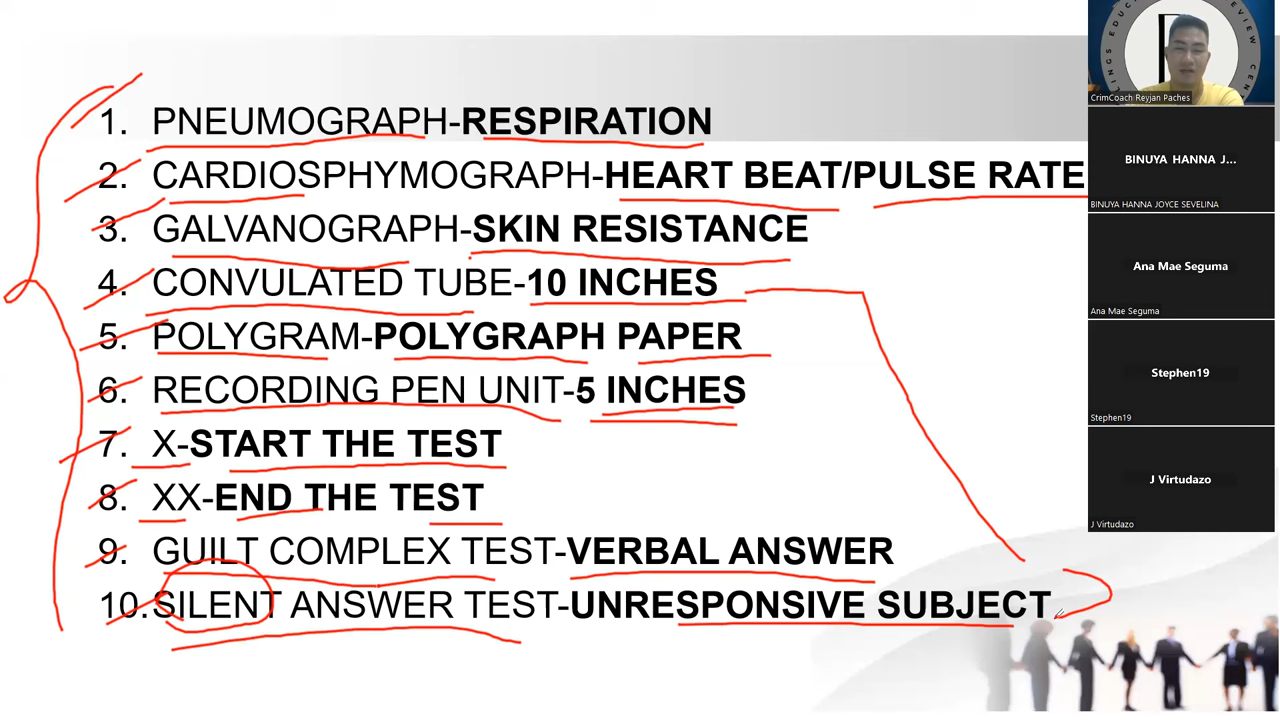 1. PNEUMOGRAPH-RESPIRATION
2. CARDIOSPHYMOGRAPH-HEART BEAT/PULSE RATE
3. GALVANOGRAPH-SKIN RESISTANCE
4. CONVULATED TUBE-10 INCHES
5. POLYGRAM-POLYGRAPH PAPER
6. RECORDING PEN UNIT-5 INCHES
7. X-START THE TEST
8. XX-END THE TEST
9. GUILT COMPLEX TEST-VERBAL ANSWER
10. SILENT ANSWER TEST-UNRESPONSIVE SUBJECT
CrimCoach Reyjan Paches
BINUYA HANNA J...
BINUYA HANNA JOYCE SEVELINA
Ana Mae Seguma
Ana Mae Seguma
Stephen19
Stephen19
J Virtudazo
J Virtudazo